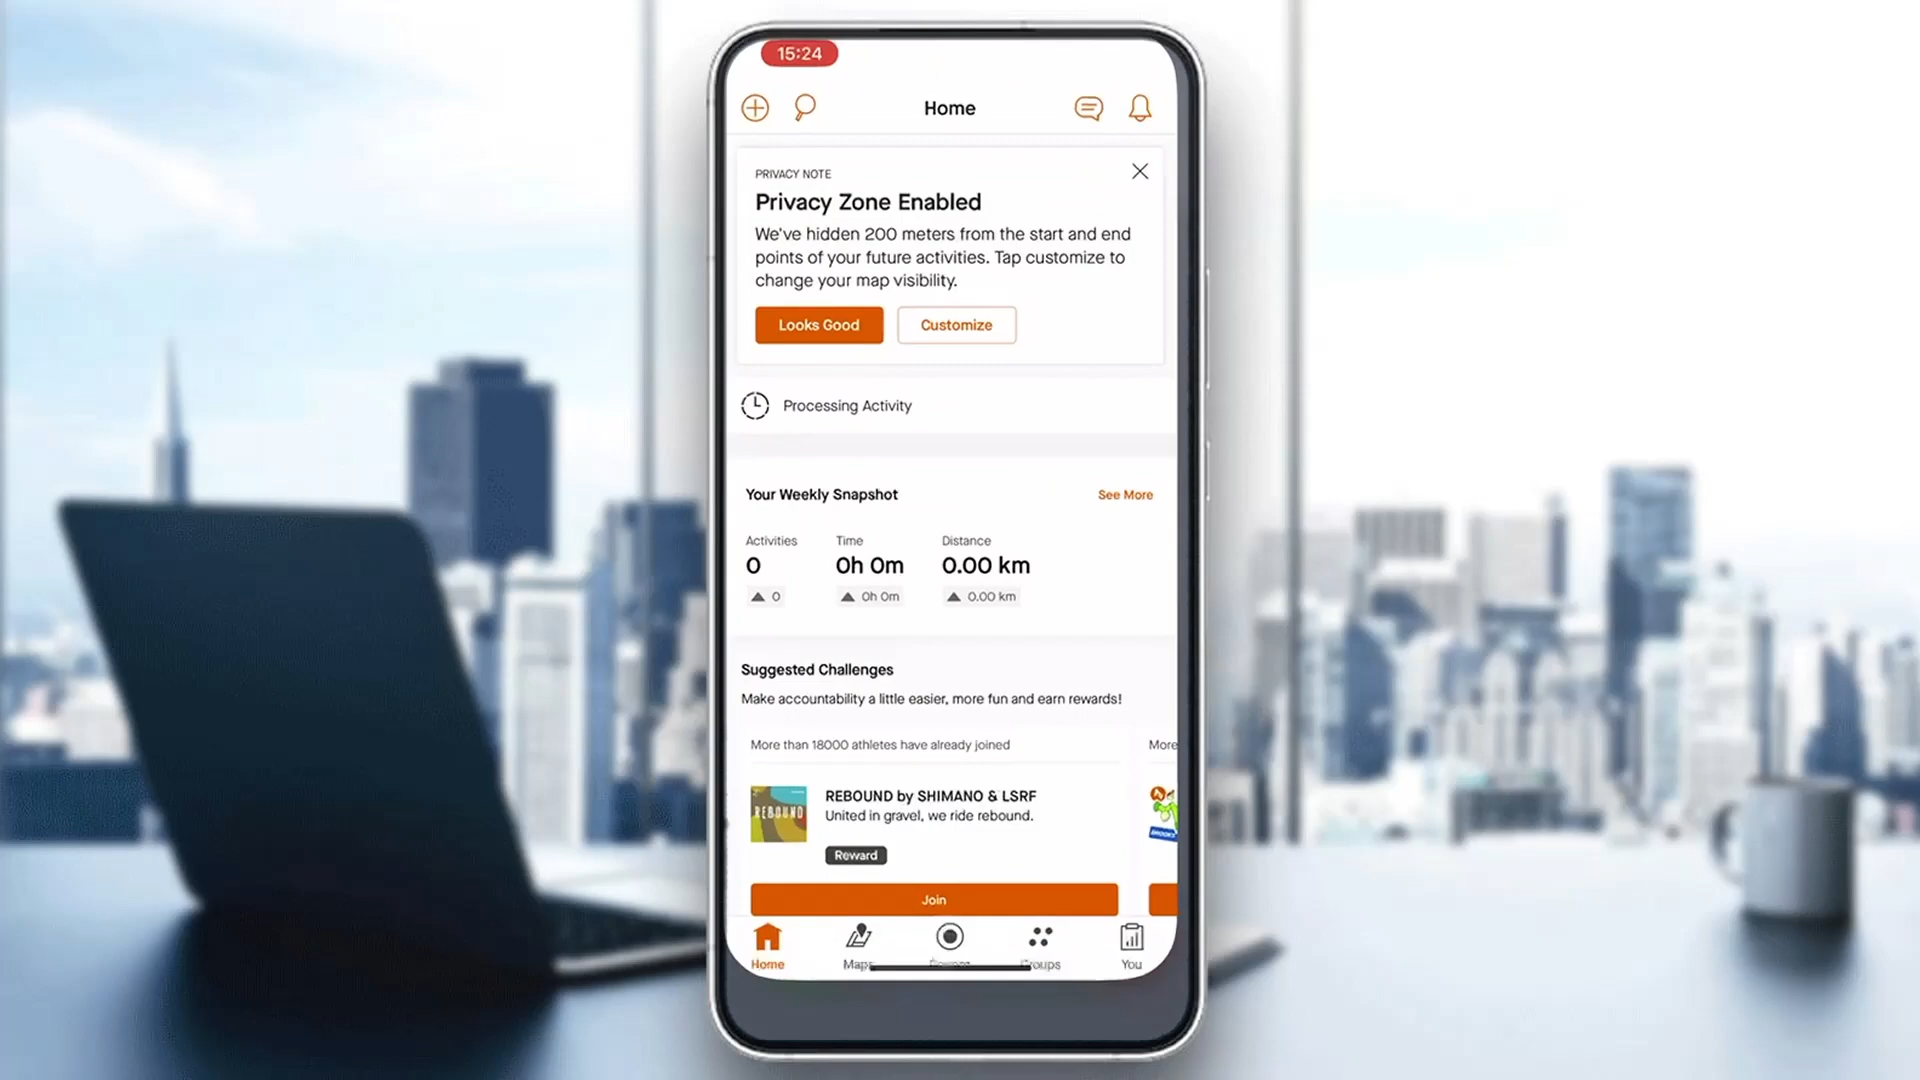 15:24
Home
PRIVACY NOTE
Privacy Zone Enabled
We've hidden 200 meters from the start and end
points of your future activities. Tap customize to
change your map visibility.
Looks Good
Customize
Processing Activity
Your Weekly Snapshot
See More
Activities
Time
Distance
0
0h 0m
0.00 km
0
0h 0m
0.00 km
Suggested Challenges
Make accountability a little easier, more fun and earn rewards!
More than 18000 athletes have already joined
More
REBOUND
REBOUND by SHIMANO & LSRF
United in gravel, we ride rebound.
Reward
BROOKS
Join
Home
Maps
Groups
You